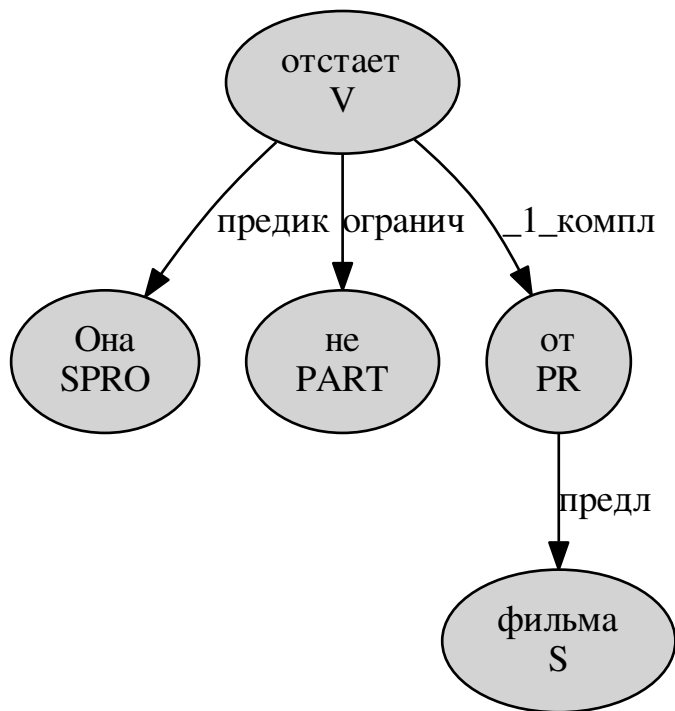 отстает
V
предик
огранич
_1_компл
Она
SPRO
не
PART
от
PR
предл
фильма
S